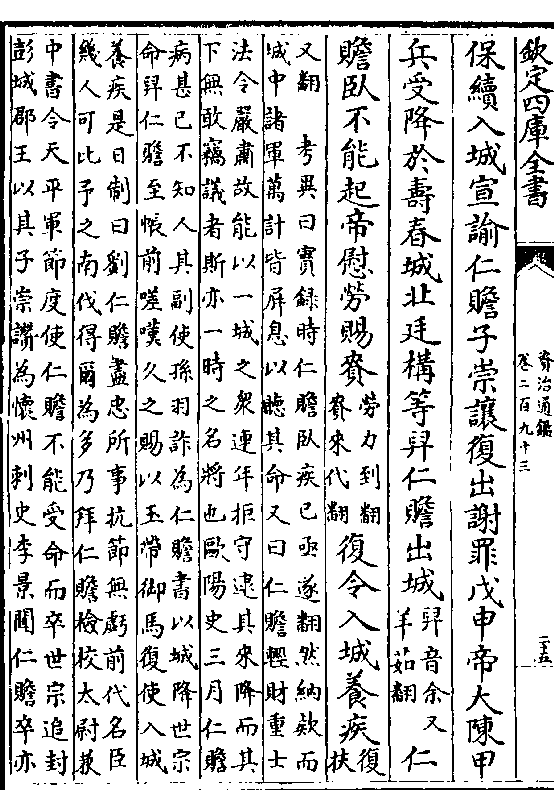 欽定四庫全書
資治通鑑
卷二百九十三
二十五
保續入城宣諭仁贍子崇讓復出謝罪戊申帝大陳甲
兵受降於壽春城北廷構等舁仁贍出城
舁音余又
羊茹翻
仁
贍臥不能起帝慰勞賜賚
勞力到翻
賚來代翻
復令入城養疾
復
扶
又翻
考異曰實録時仁贍臥疾已亟遂翻然納欵而
城中諸軍萬計皆屏息以聽其命又曰仁贍輕財重士
法令嚴肅故能以一城之衆連年拒守逮其來降而其
下無敢竊議者斯亦一時之名將也歐陽史三月仁贍
病甚已不知人其副使孫羽詐為仁贍書以城降世宗
命舁仁贍至帳前嗟嘆久之賜以玉帶御馬復使入城
養疾是日制曰劉仁贍盡忠所事抗節無虧前代名臣
幾人可比予之南伐得爾為多乃拜仁贍檢校太尉兼
中書令天平軍節度使仁贍不能受命而卒世宗追封
彭城郡王以其子崇讚為懷州刺史李景聞仁贍卒亦